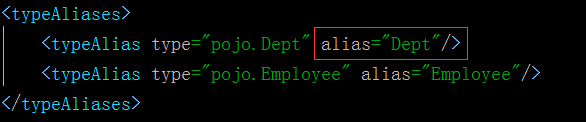 <typeAliases>
<typeAlias type="pojo.Dept" alias="Dept"/>
<typeAlias type="pojo.Employee" alias="Employee"/>
</typeAliases>